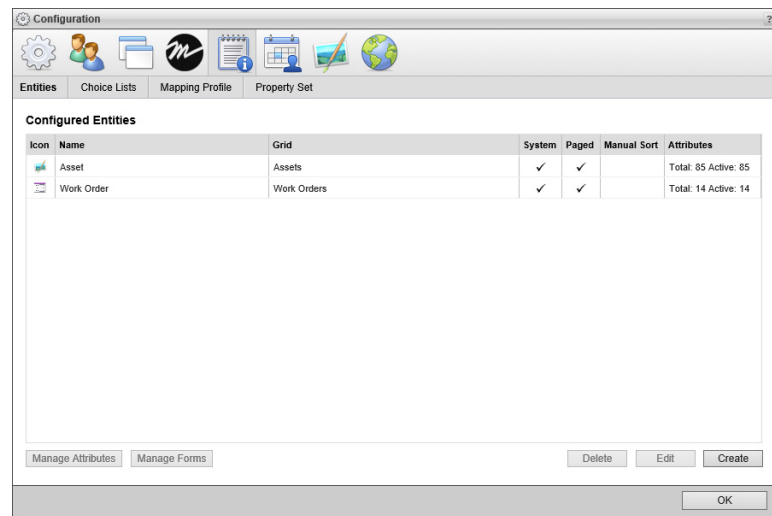 Configuration ?
Entities Choice Lists Mapping Profile Property Set
Configured Entities
Icon Name Grid System Paged Manual Sort Attributes
Asset Assets ✓ ✓ Total: 85 Active: 85
Work Order Work Orders ✓ ✓ Total: 14 Active: 14
Manage Attributes Manage Forms Delete Edit Create
OK